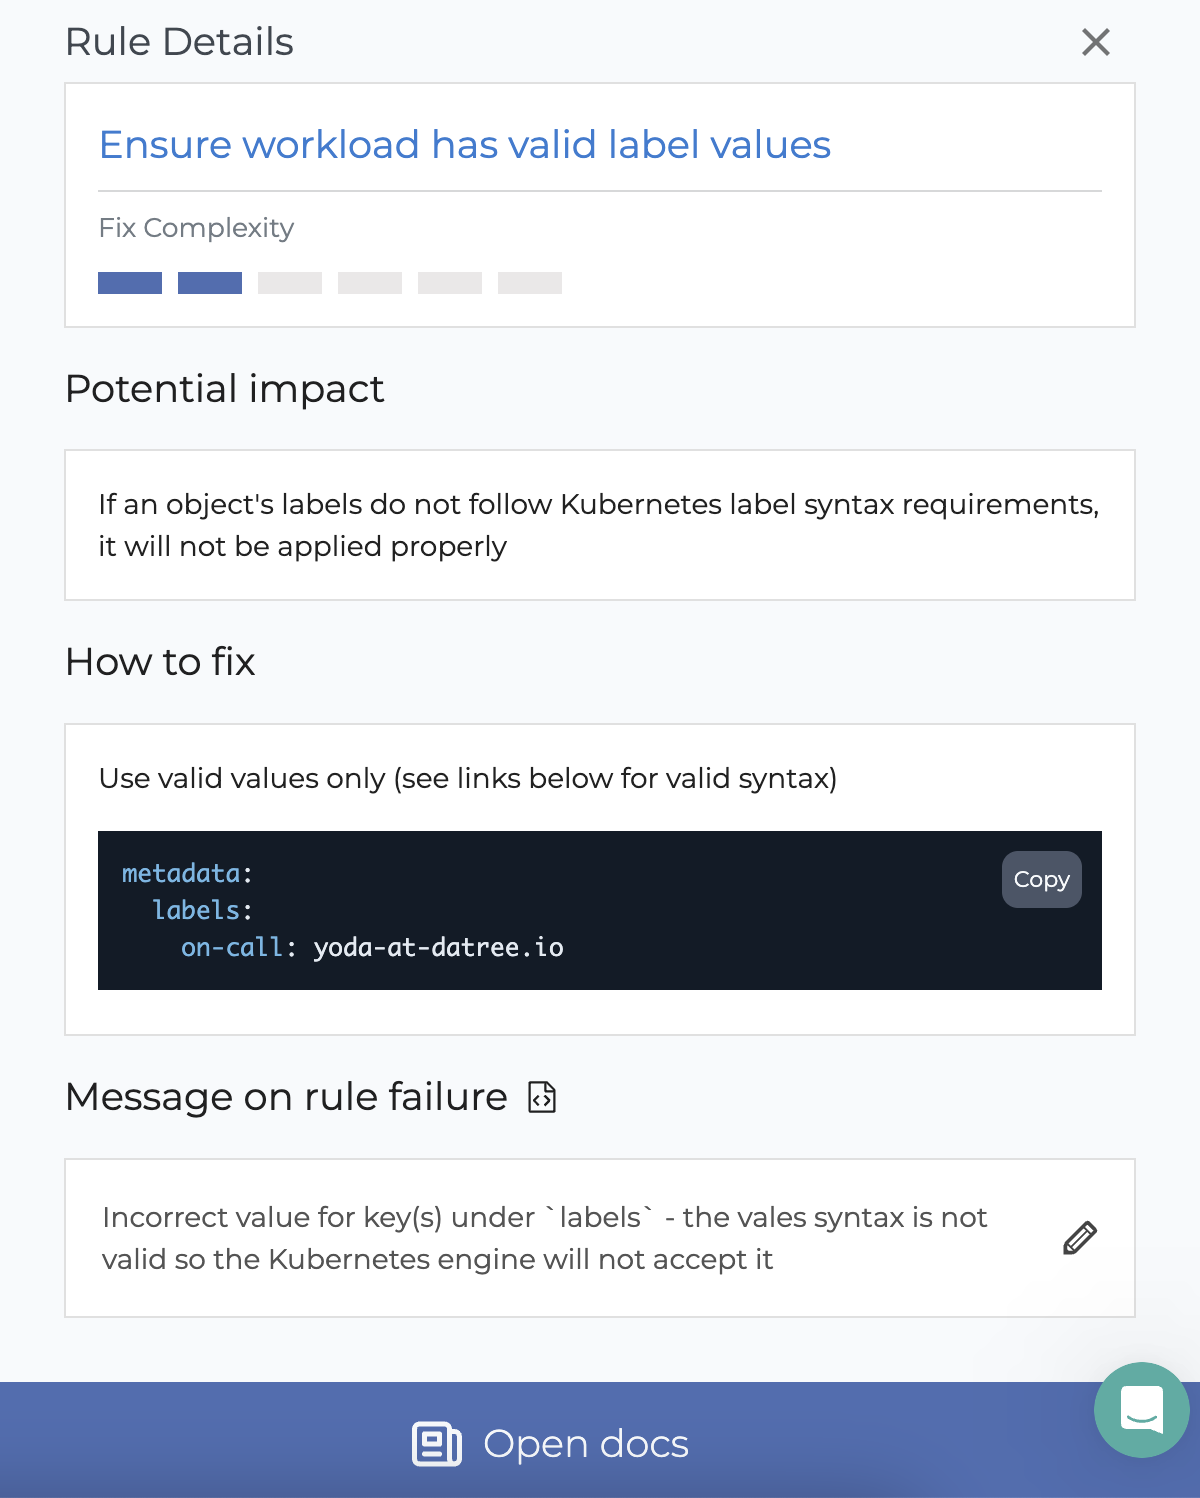 Rule Details
Ensure workload has valid label values
Fix Complexity
Potential impact
If an object's labels do not follow Kubernetes label syntax requirements,
it will not be applied properly
How to fix
Use valid values only (see links below for valid syntax)
metadata:
  labels:
    on-call: yoda-at-datree.io
Copy
Message on rule failure
Incorrect value for key(s) under `labels` - the vales syntax is not
valid so the Kubernetes engine will not accept it
Open docs